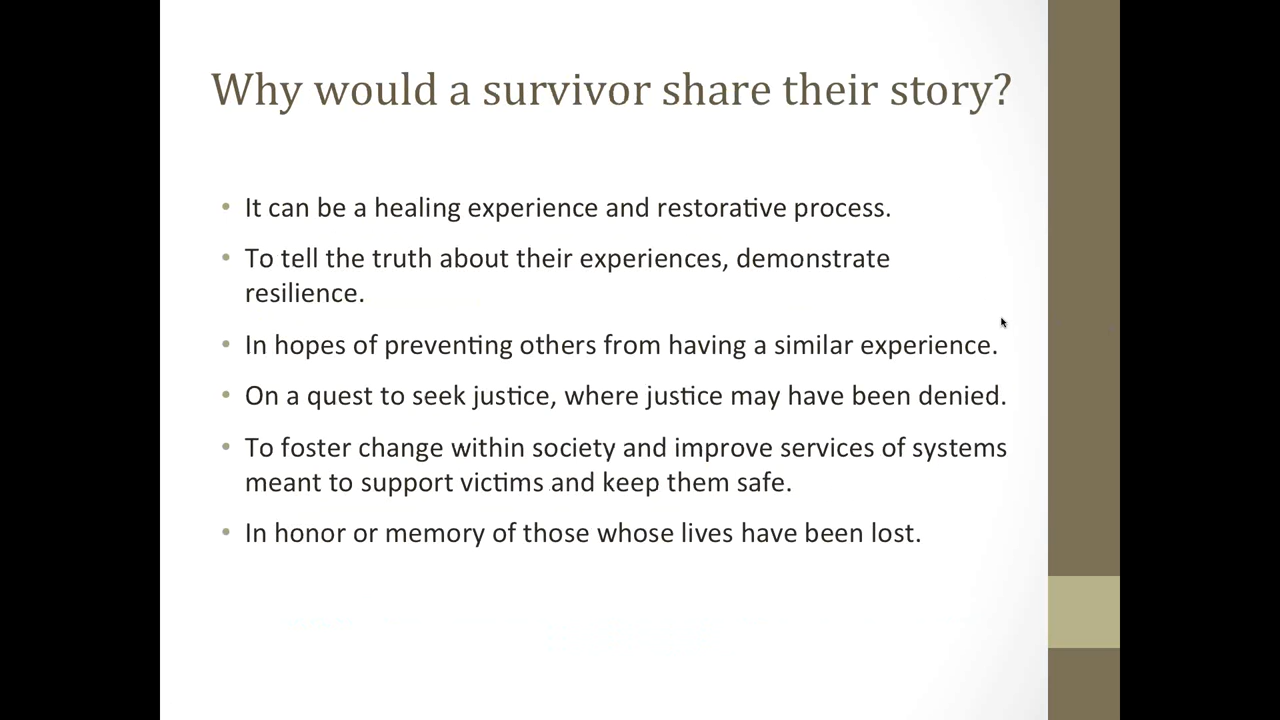 Why would a survivor share their story?
• It can be a healing experience and restorative process.
• To tell the truth about their experiences, demonstrate
resilience.
• In hopes of preventing others from having a similar experience.
• On a quest to seek justice, where justice may have been denied.
• To foster change within society and improve services of systems
meant to support victims and keep them safe.
• In honor or memory of those whose lives have been lost.